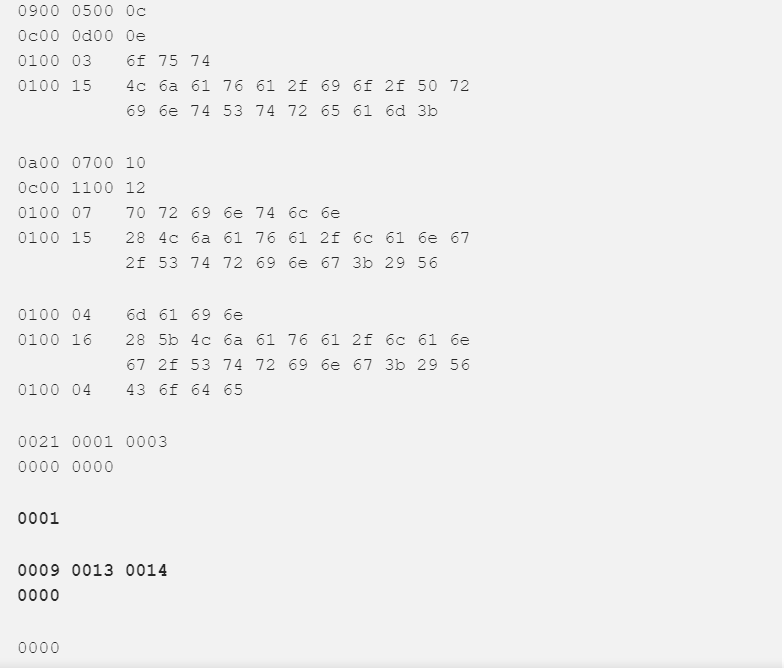 0900 0500 0c
0c00 0d00 0e
0100 03   6f 75 74
0100 15   4c 6a 61 76 61 2f 69 6f 2f 50 72
          69 6e 74 53 74 72 65 61 6d 3b
0a00 0700 10
0c00 1100 12
0100 07   70 72 69 6e 74 6c 6e
0100 15   28 4c 6a 61 76 61 2f 6c 61 6e 67
          2f 53 74 72 69 6e 67 3b 29 56
0100 04   6d 61 69 6e
0100 16   28 5b 4c 6a 61 76 61 2f 6c 61 6e
          67 2f 53 74 72 69 6e 67 3b 29 56
0100 04   43 6f 64 65
0021 0001 0003
0000 0000
0001
0009 0013 0014
0000
0000